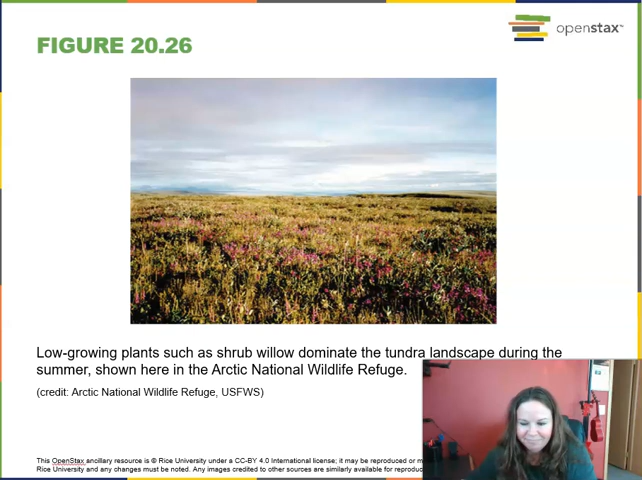 openstax™
FIGURE 20.26
Low-growing plants such as shrub willow dominate the tundra landscape during the
summer, shown here in the Arctic National Wildlife Refuge.
(credit: Arctic National Wildlife Refuge, USFWS)
This OpenStax ancillary resource is © Rice University under a CC-BY 4.0 International license; it may be reproduced or
Rice University and any changes must be noted. Any images credited to other sources are similarly available for